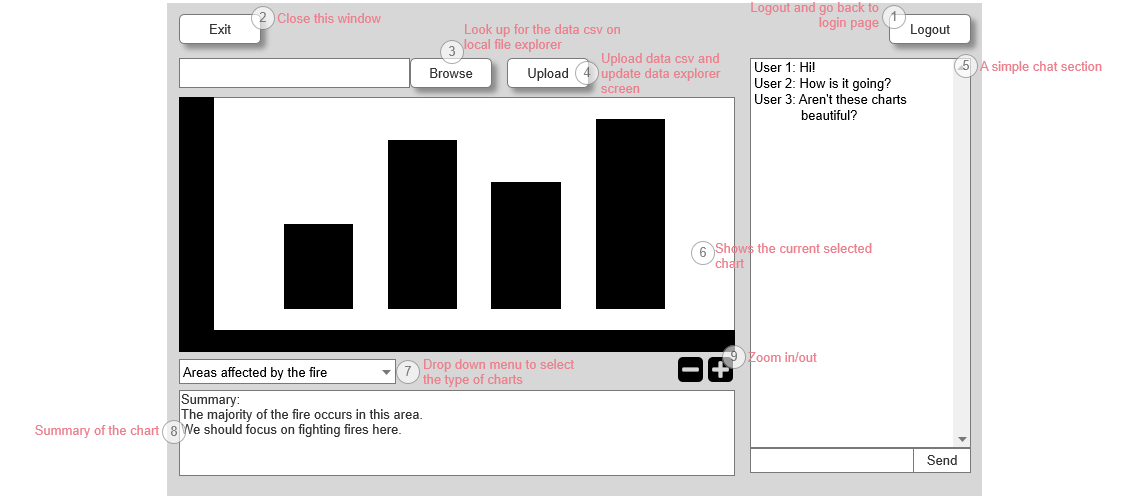 Exit
2
Close this window
Logout and go back to
login page
1
Logout
Look up for the data csv on
local file explorer
3
Browse
Upload
4
Upload data csv and
update data explorer
screen
User 1: Hi!
User 2: How is it going?
User 3: Aren't these charts
beautiful?
5
A simple chat section
6
Shows the current selected
chart
Areas affected by the fire
7
Drop down menu to select
the type of charts
9
Zoom in/out
Summary:
The majority of the fire occurs in this area.
We should focus on fighting fires here.
Summary of the chart
8
Send